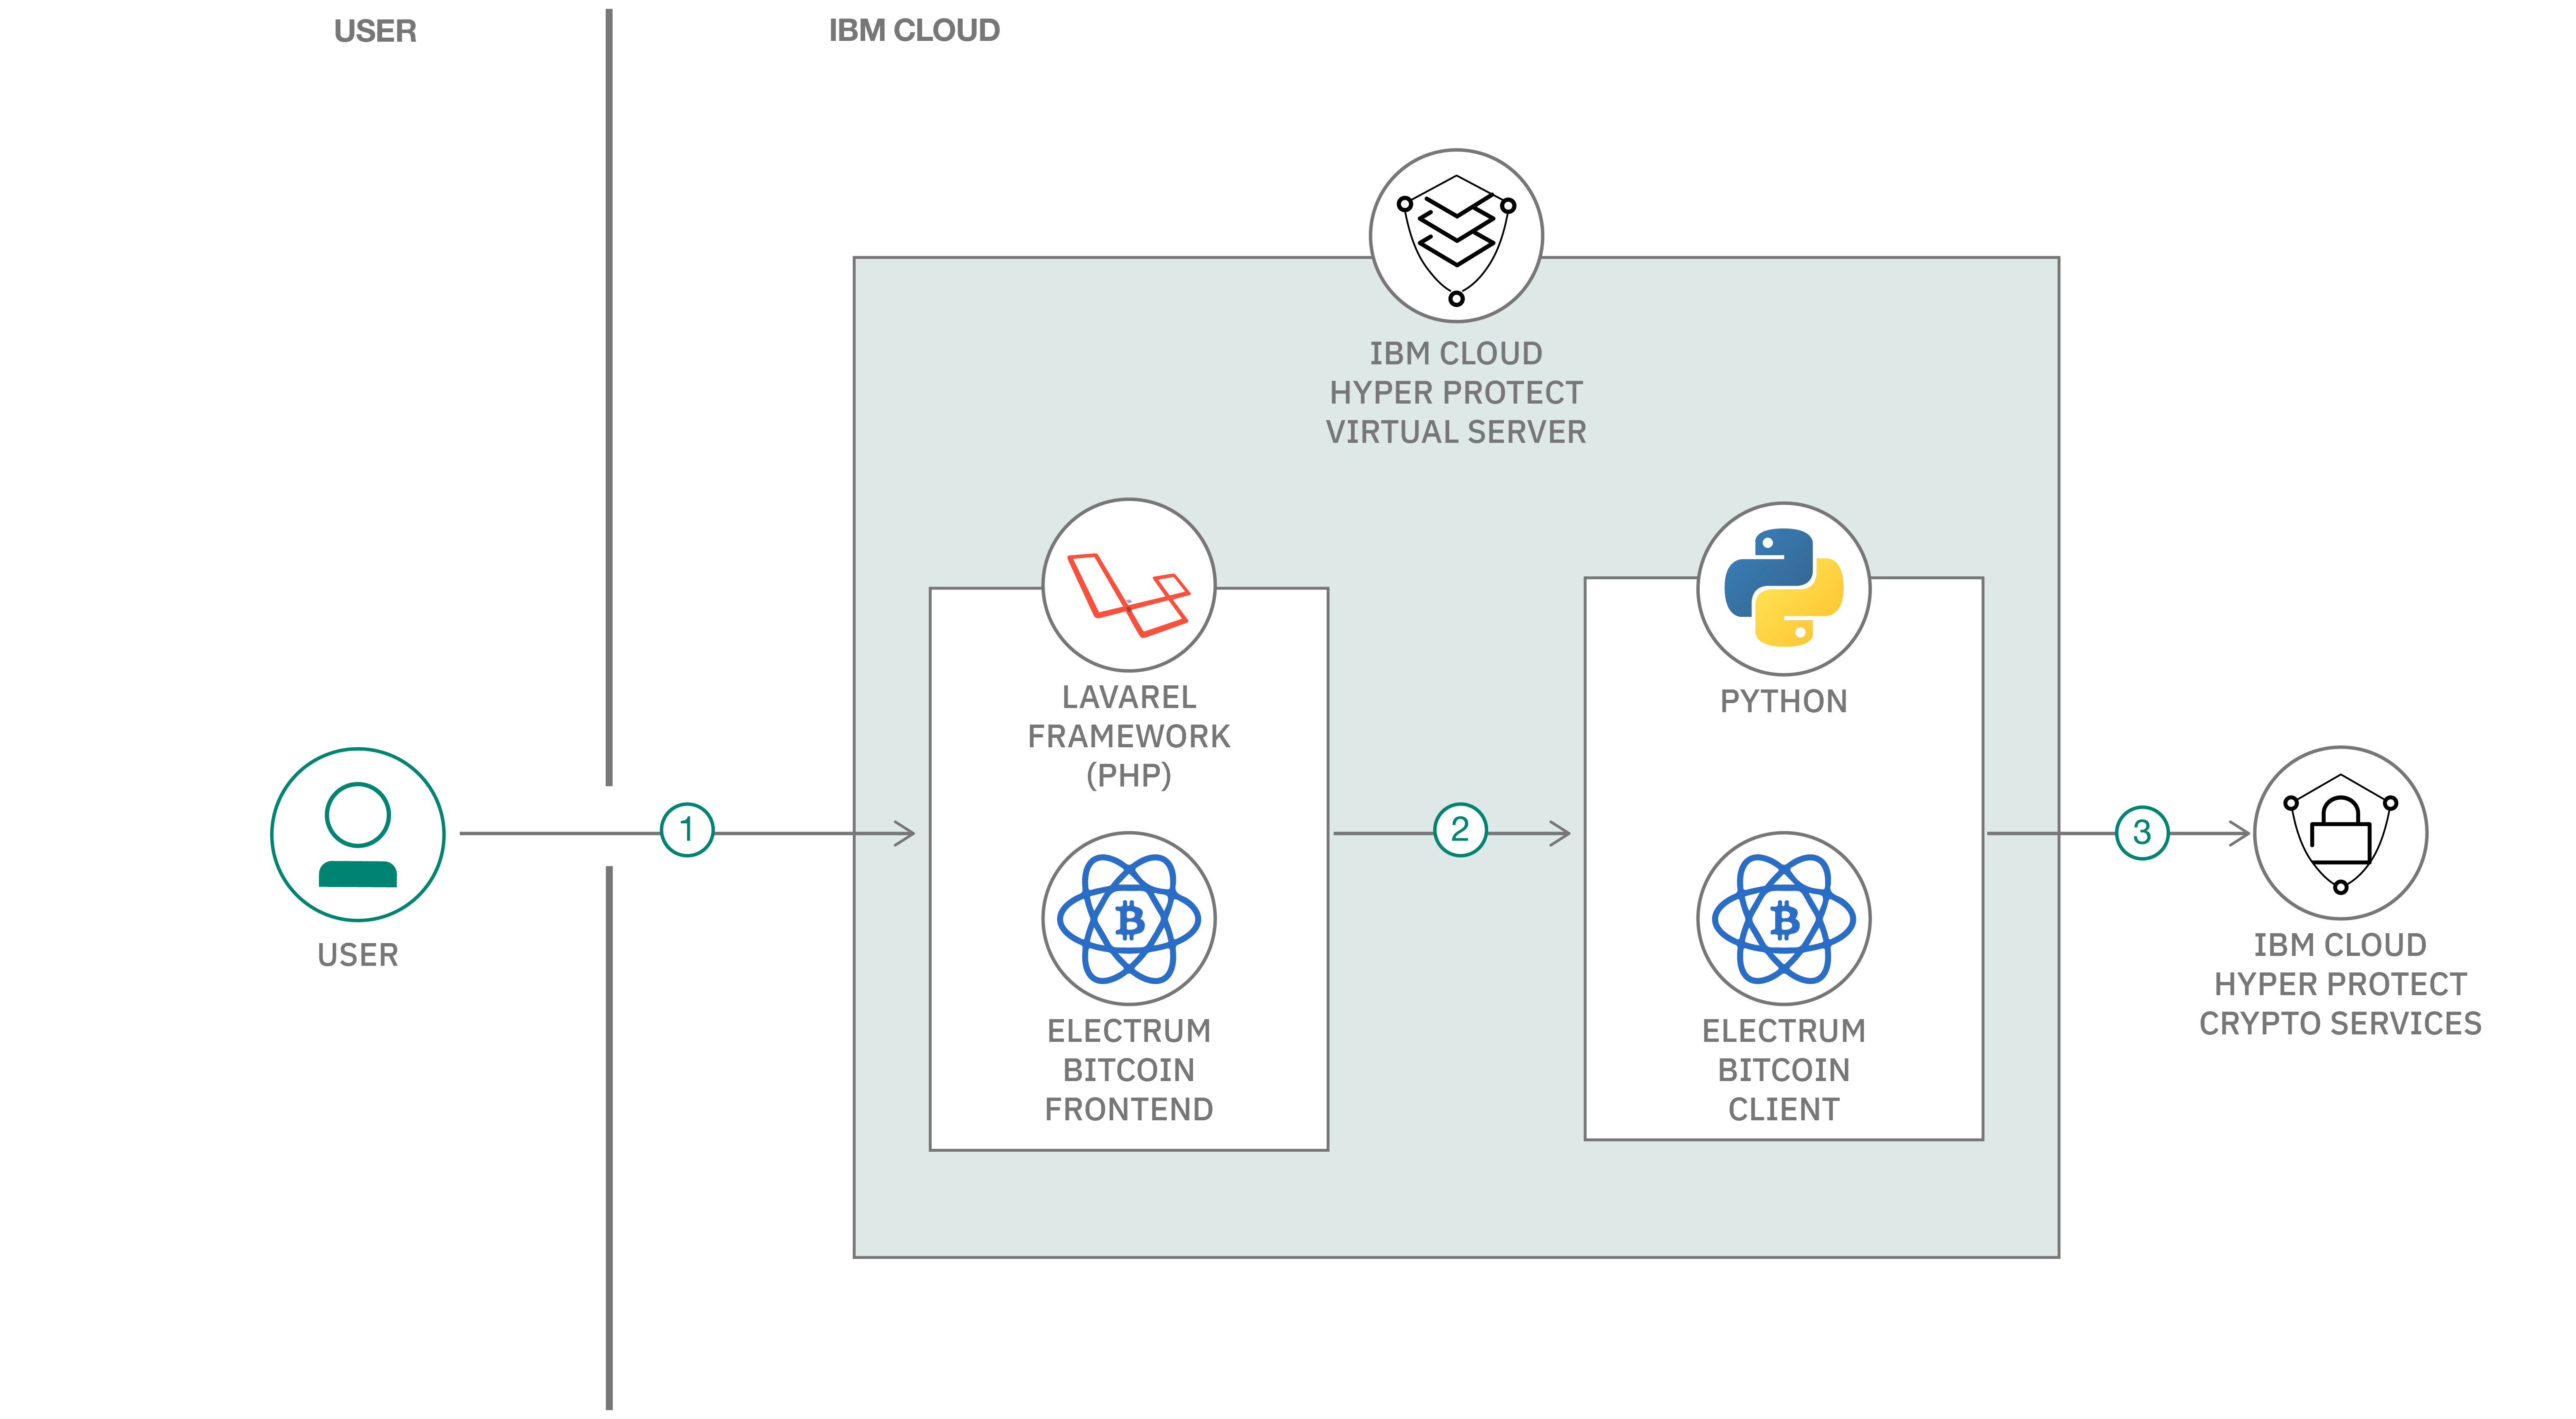 USER
IBM CLOUD
IBM CLOUD
HYPER PROTECT
VIRTUAL SERVER
LAVAREL
FRAMEWORK
(PHP)
PYTHON
1
2
3
USER
ELECTRUM
BITCOIN
FRONTEND
ELECTRUM
BITCOIN
CLIENT
IBM CLOUD
HYPER PROTECT
CRYPTO SERVICES